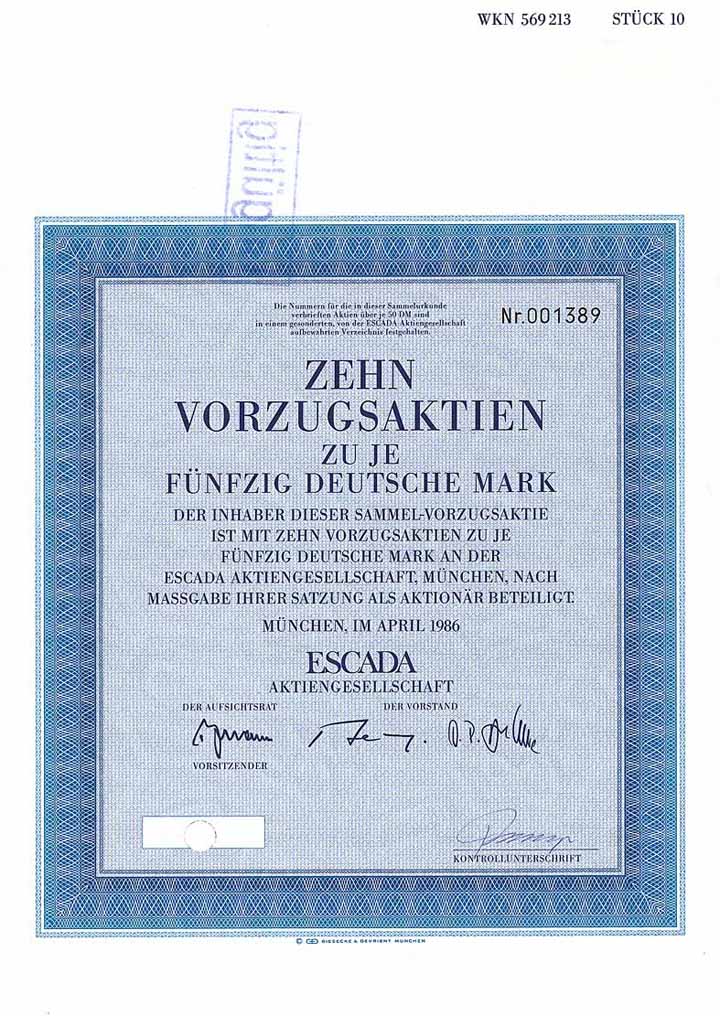 WKN 569213 STÜCK 10
ungültig
Die Nummern für die in dieser Sammelurkunde
verbrieften Aktien über je 50 DM sind
in einem gesonderten, von der ESCADA Aktiengesellschaft
aufbewahrten Verzeichnis festgehalten.
Nr.001389
ZEHN
VORZUGSAKTIEN
ZU JE
FÜNFZIG DEUTSCHE MARK
DER INHABER DIESER SAMMEL-VORZUGSAKTIE
IST MIT ZEHN VORZUGSAKTIEN ZU JE
FÜNFZIG DEUTSCHE MARK AN DER
ESCADA AKTIENGESELLSCHAFT, MÜNCHEN, NACH
MASSGABE IHRER SATZUNG ALS AKTIONÄR BETEILIGT.
MÜNCHEN, IM APRIL 1986
ESCADA
AKTIENGESELLSCHAFT
DER AUFSICHTSRAT DER VORSTAND
VORSITZENDER
KONTROLLUNTERSCHRIFT
© GD GIESECKE & DEVRIENT MÜNCHEN